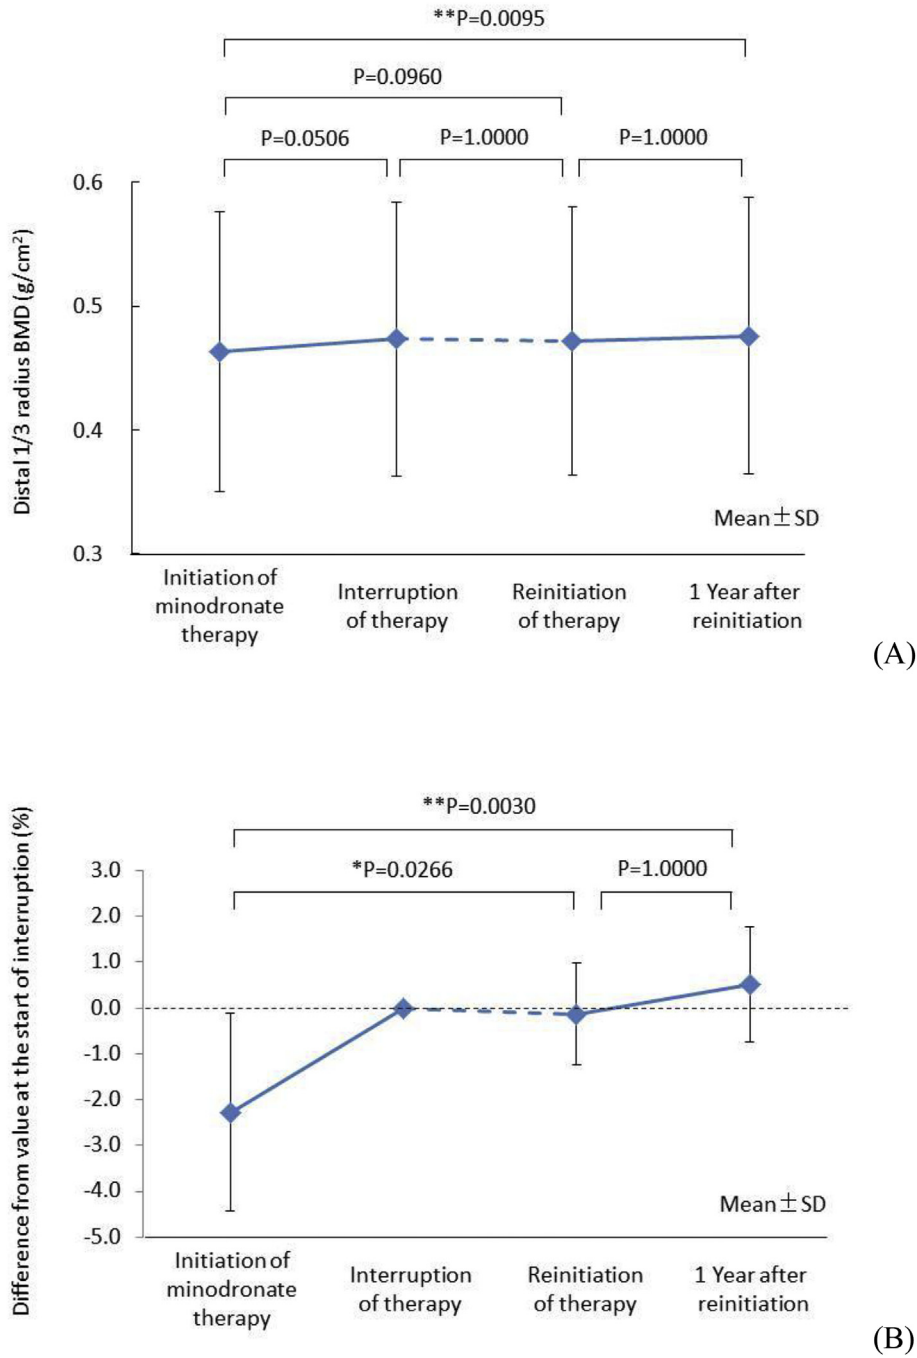 **P=0.0095
P=0.0960
P=0.0506
P=1.0000
P=1.0000
Distal 1/3 radius BMD (g/cm²)
0.6
0.5
0.4
0.3
Mean±SD
Initiation of
minodronate
therapy
Interruption
of therapy
Reinitiation
of therapy
1 Year after
reinitiation
(A)
**P=0.0030
*P=0.0266
P=1.0000
Difference from value at the start of interruption (%)
3.0
2.0
1.0
0.0
-1.0
-2.0
-3.0
-4.0
-5.0
Mean±SD
Initiation of
minodronate
therapy
Interruption
of therapy
Reinitiation
of therapy
1 Year after
reinitiation
(B)